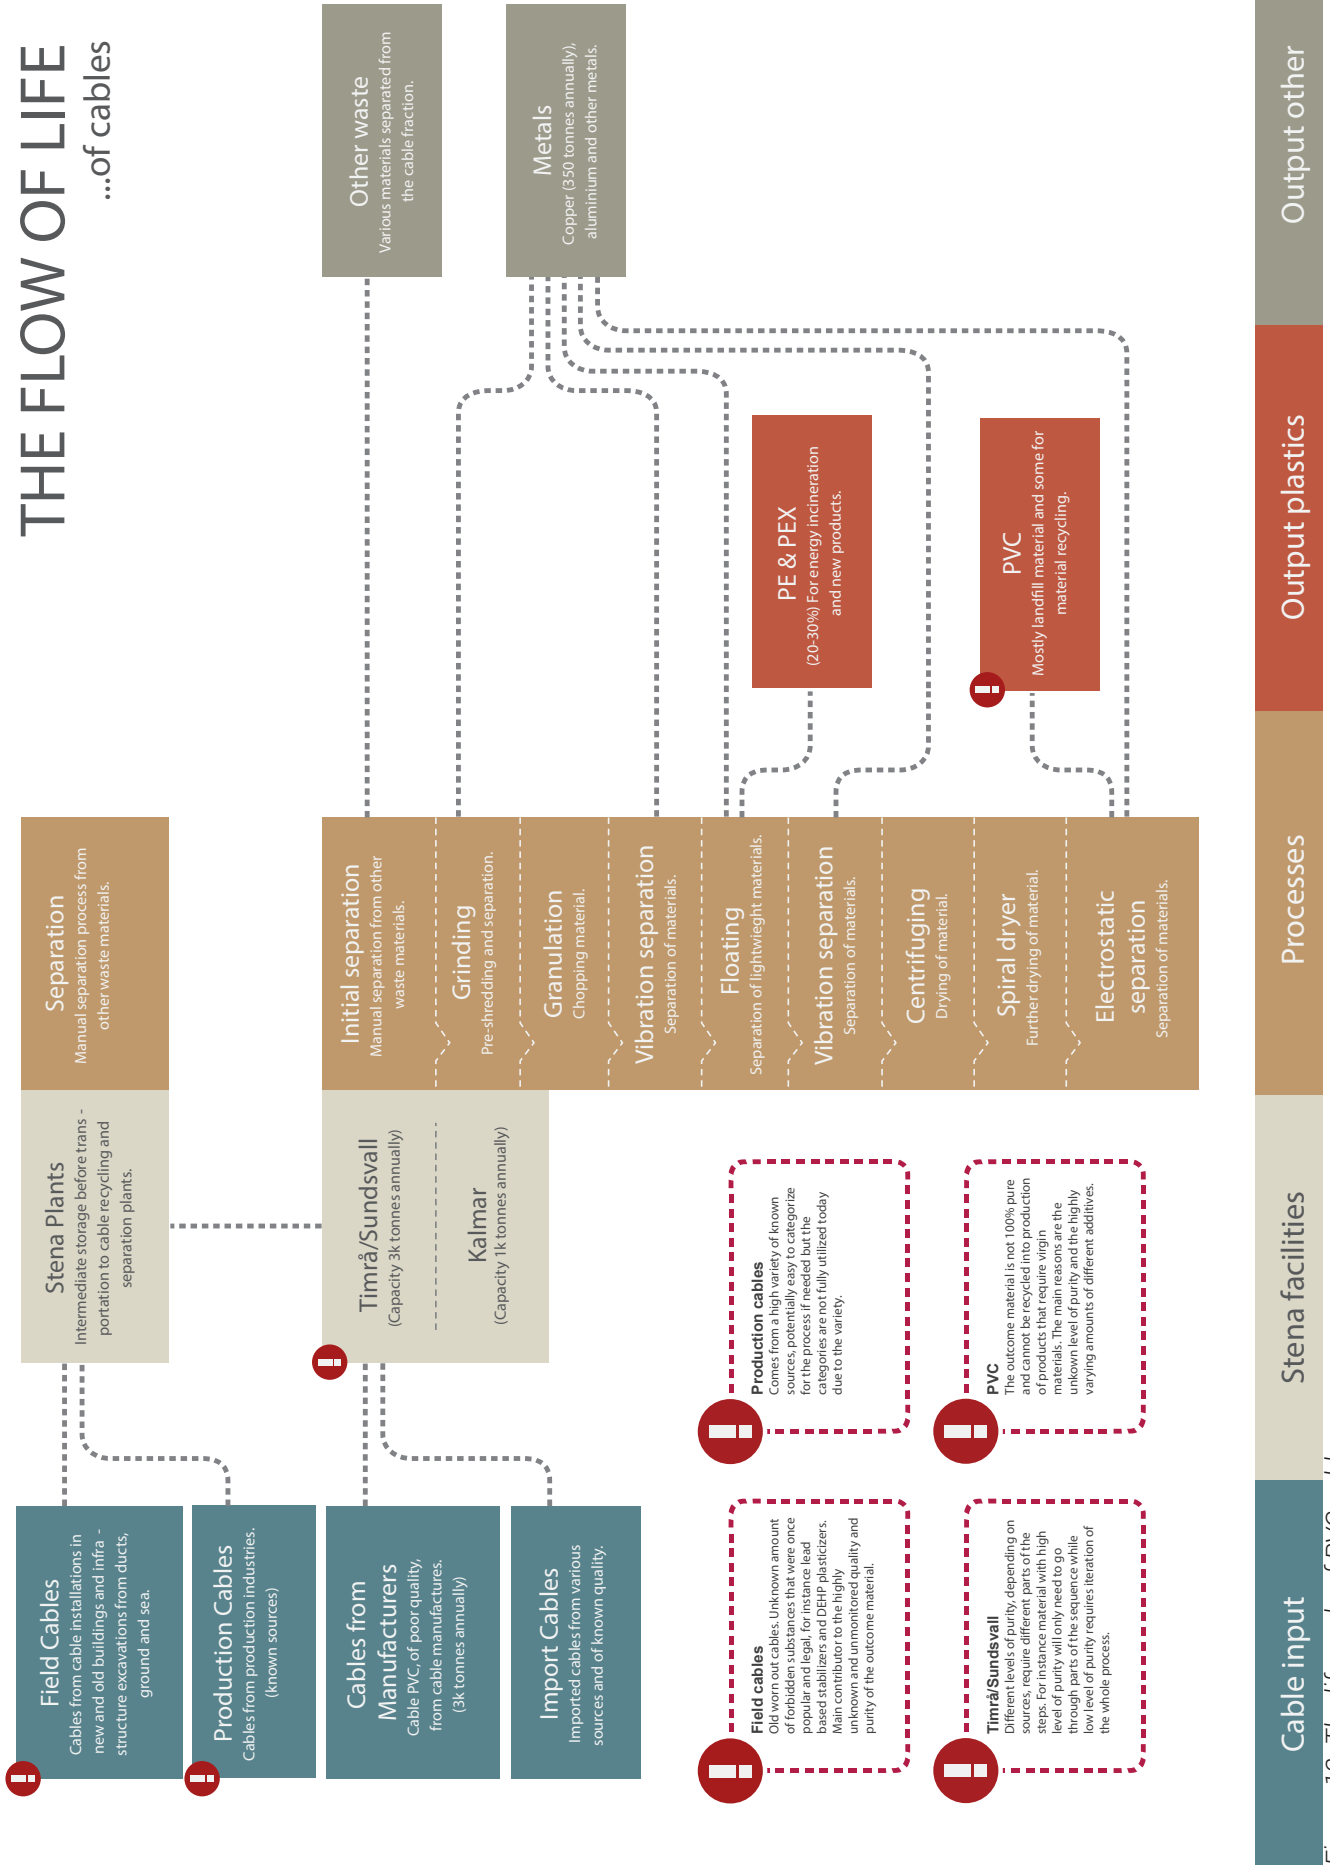 THE FLOW OF LIFE
...of cables
Field Cables
Cables from cable installations in
new and old buildings and infra -
structure excavations from ducts,
ground and sea.
Production Cables
Cables from production industries.
(known sources)
Cables from
Manufacturers
Cable PVC, of poor quality,
from cable manufactures.
(3k tonnes annually)
Import Cables
Imported cables from various
sources and of known quality.
Stena Plants
Intermediate storage before trans -
portation to cable recycling and
separation plants.
Timrå/Sundsvall
(Capacity 3k tonnes annually)
Kalmar
(Capacity 1k tonnes annually)
Separation
Manual separation process from
other waste materials.
Initial separation
Manual separation from other
waste materials.
Grinding
Pre-shredding and separation.
Granulation
Chopping material.
Vibration separation
Separation of materials.
Floating
Separation of lightwieght materials.
Vibration separation
Separation of materials.
Centrifuging
Drying of material.
Spiral dryer
Further drying of material.
Electrostatic
separation
Separation of materials.
PE & PEX
(20-30%) For energy incineration
and new products.
PVC
Mostly landfill material and some for
material recycling.
Other waste
Various materials separated from
the cable fraction.
Metals
Copper (350 tonnes annually),
aluminium and other metals.
Field cables
Old worn out cables. Unknown amount
of forbidden substances that were once
popular and legal, for instance lead
based stabilizers and DEHP plasticizers.
Main contributor to the highly
unknown and unmonitored quality and
purity of the outcome material.
Production cables
Comes from a high variety of known
sources, potentially easy to categorize
for the process if needed but the
categories are not fully utilized today
due to the variety.
Timrå/Sundsvall
Different levels of purity, depending on
sources, require different parts of the
steps. For instance material with high
level of purity will only need to go
through parts of the sequence while
low level of purity requires iteration of
the whole process.
PVC
The outcome material is not 100% pure
and cannot be recycled into production
of products that require virgin
materials. The main reasons are the
unkown level of purity and the highly
varying amounts of different additives.
Cable input
Stena facilities
Processes
Output plastics
Output other